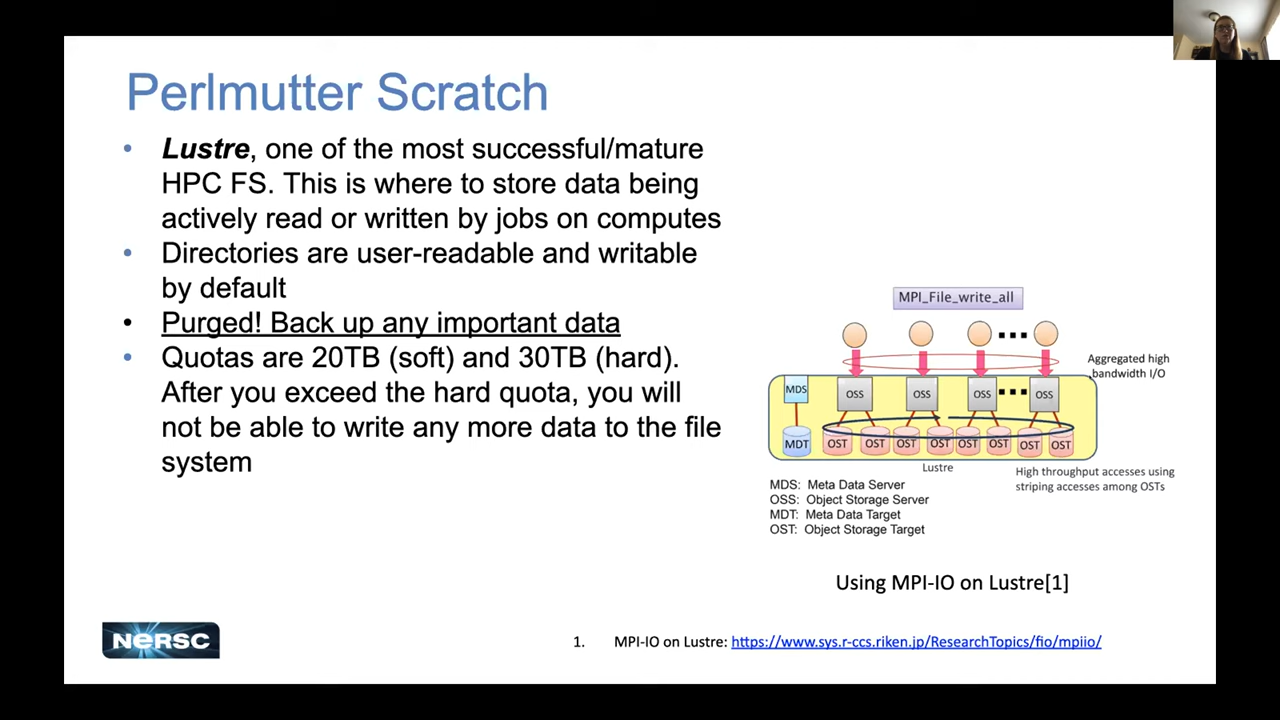 Perlmutter Scratch
• Lustre, one of the most successful/mature
HPC FS. This is where to store data being
actively read or written by jobs on computes
• Directories are user-readable and writable
by default
• Purged! Back up any important data
• Quotas are 20TB (soft) and 30TB (hard).
After you exceed the hard quota, you will
not be able to write any more data to the file
system
MPI_File_write_all
Aggregated high
bandwidth I/O
MDS OSS OSS OSS OSS
MDT OST OST OST OST OST OST OST OST
Lustre
High throughput accesses using
striping accesses among OSTs
MDS: Meta Data Server
OSS: Object Storage Server
MDT: Meta Data Target
OST: Object Storage Target
Using MPI-IO on Lustre[1]
NERSC
1. MPI-IO on Lustre: https://www.sys.r-ccs.riken.jp/ResearchTopics/fio/mpiio/